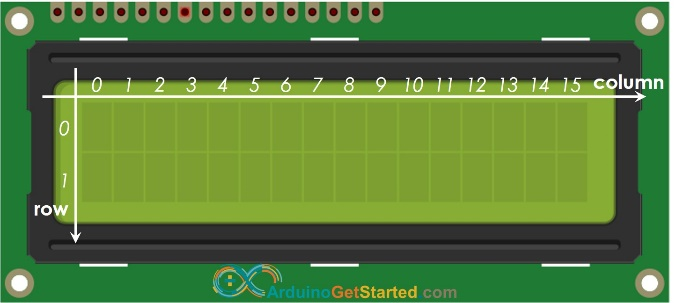 0 1 2 3 4 5 6 7 8 9 10 11 12 13 14 15 column
0
1
row
ArduinoGetStarted com